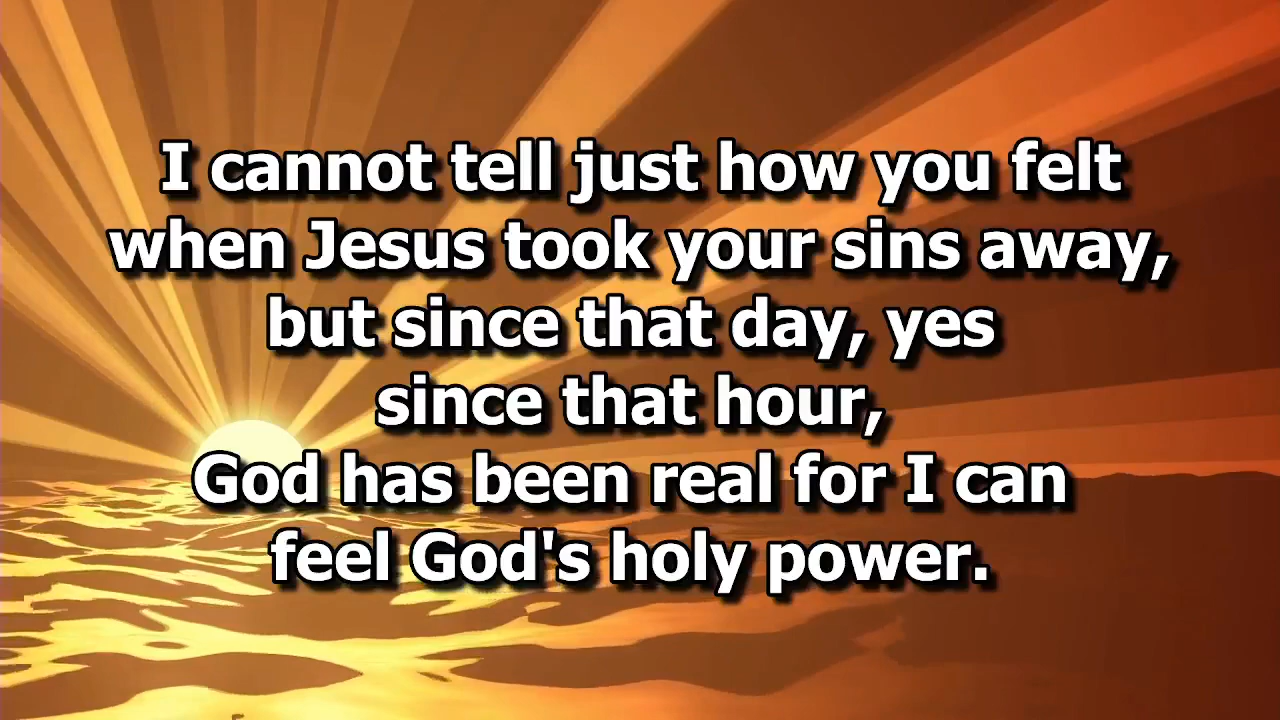 I cannot tell just how you felt
when Jesus took your sins away,
but since that day, yes
since that hour,
God has been real for I can
feel God's holy power.